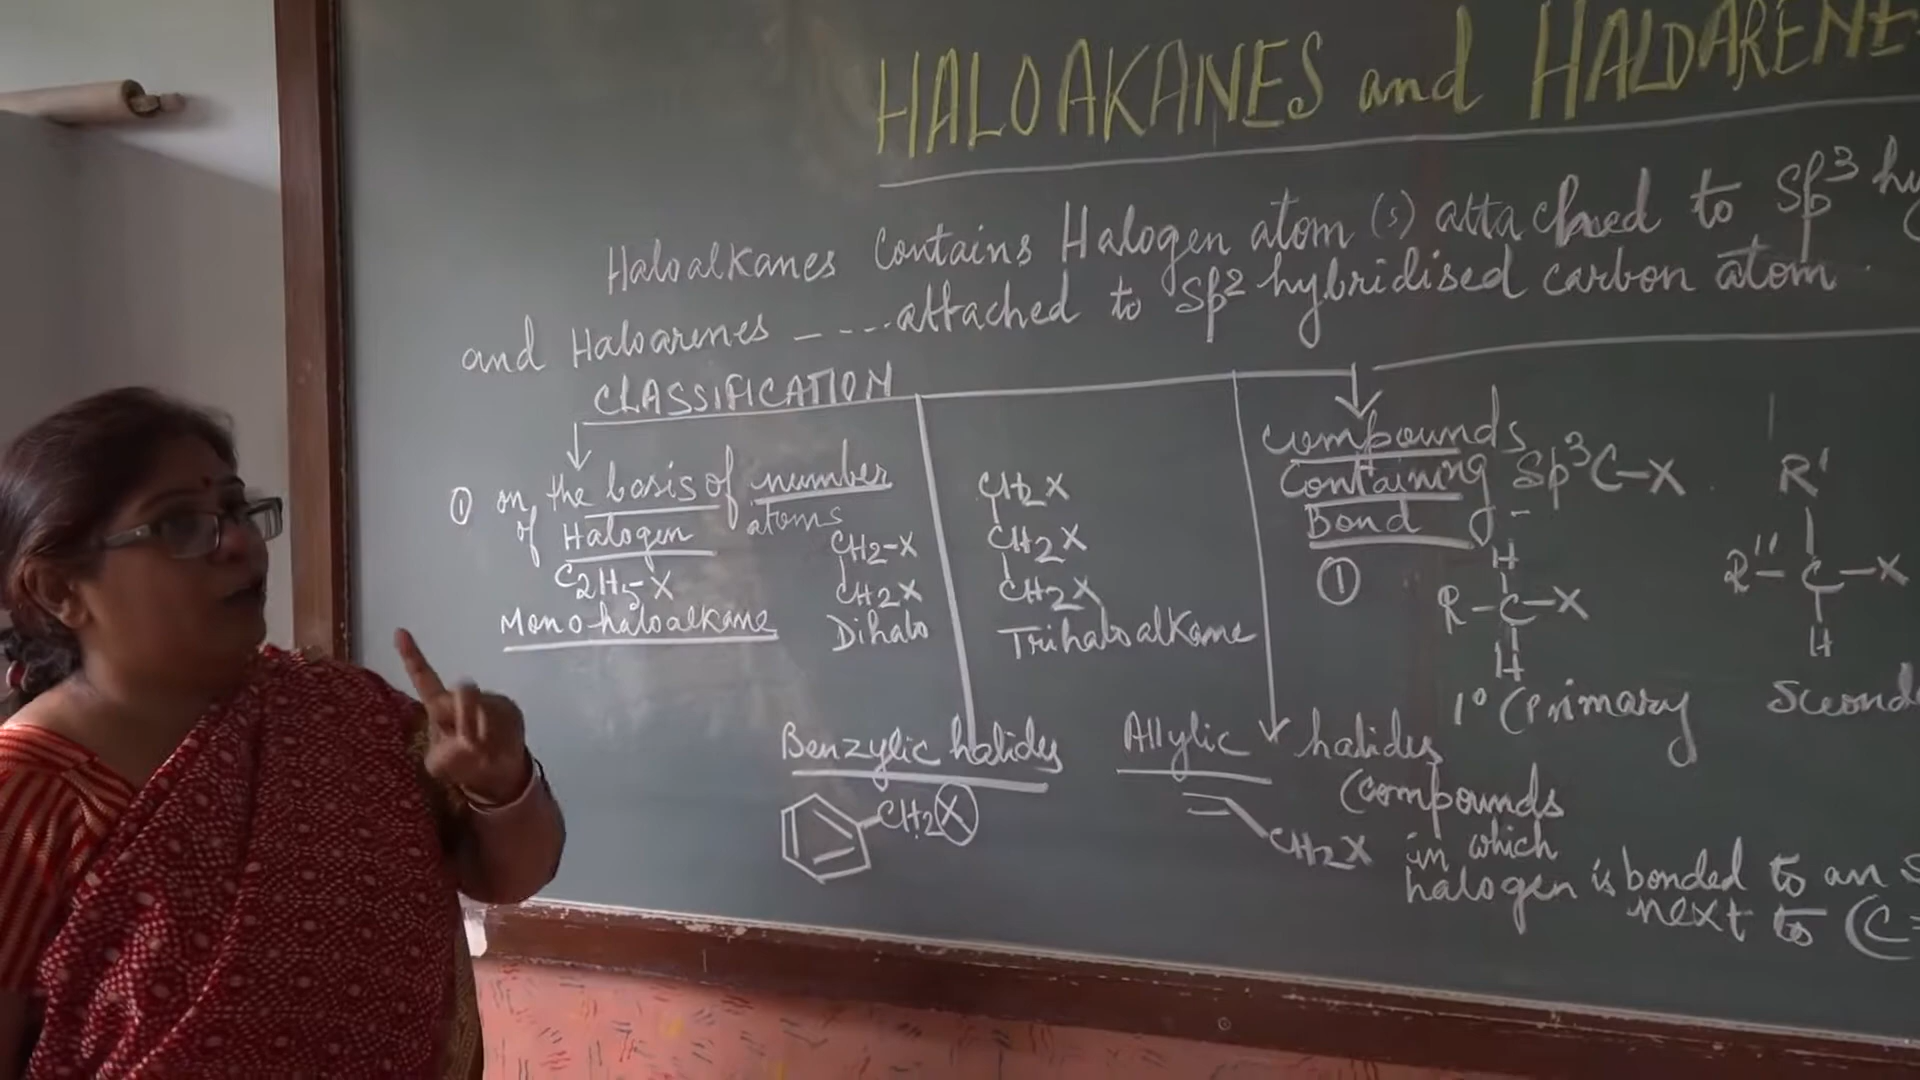 HALOAKANES and HALOARENE
Haloalkanes Contains Halogen atom (s) attached to Sp³ hy
and Haloarenes - - - - attached to Sp² hybridised carbon atom.
CLASSIFICATION
① on the basis of number
of Halogen atoms
C2H5-X
Mono haloalkane
CH2-X
CH2X
Dihalo
CH2X
CH2X
CH2X
Trihaloalkane
Compounds
Containing Sp³C-X
Bond
①
H
R-C-X
H
1° (Primary
R'
R''-C-X
H
Second
Benzylic halides
CH2X
Allylic halides
CH2X
(compounds
in which
halogen is bonded to an S
next to (C=